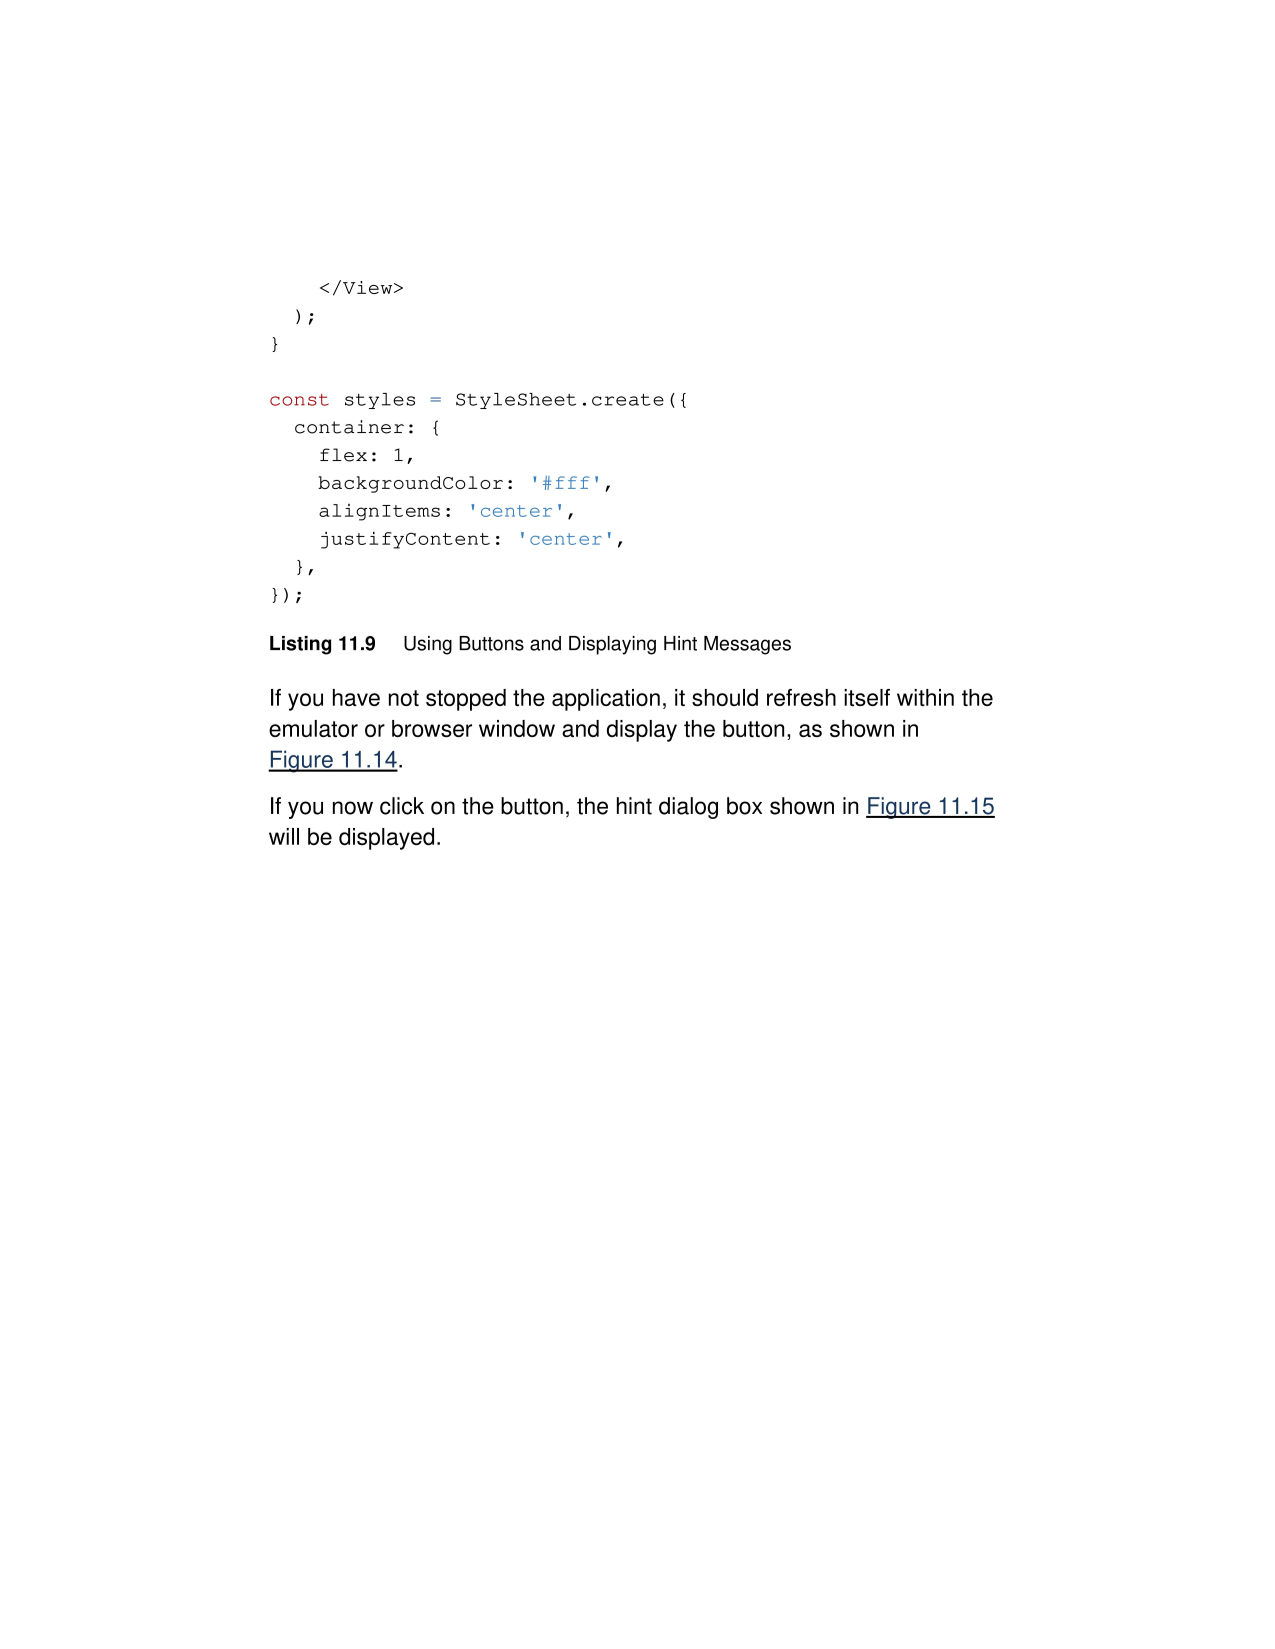 </View>
  );
}

const styles = StyleSheet.create({
  container: {
    flex: 1,
    backgroundColor: '#fff',
    alignItems: 'center',
    justifyContent: 'center',
  },
});
Listing 11.9 Using Buttons and Displaying Hint Messages
If you have not stopped the application, it should refresh itself within the
emulator or browser window and display the button, as shown in
Figure 11.14.
If you now click on the button, the hint dialog box shown in Figure 11.15
will be displayed.